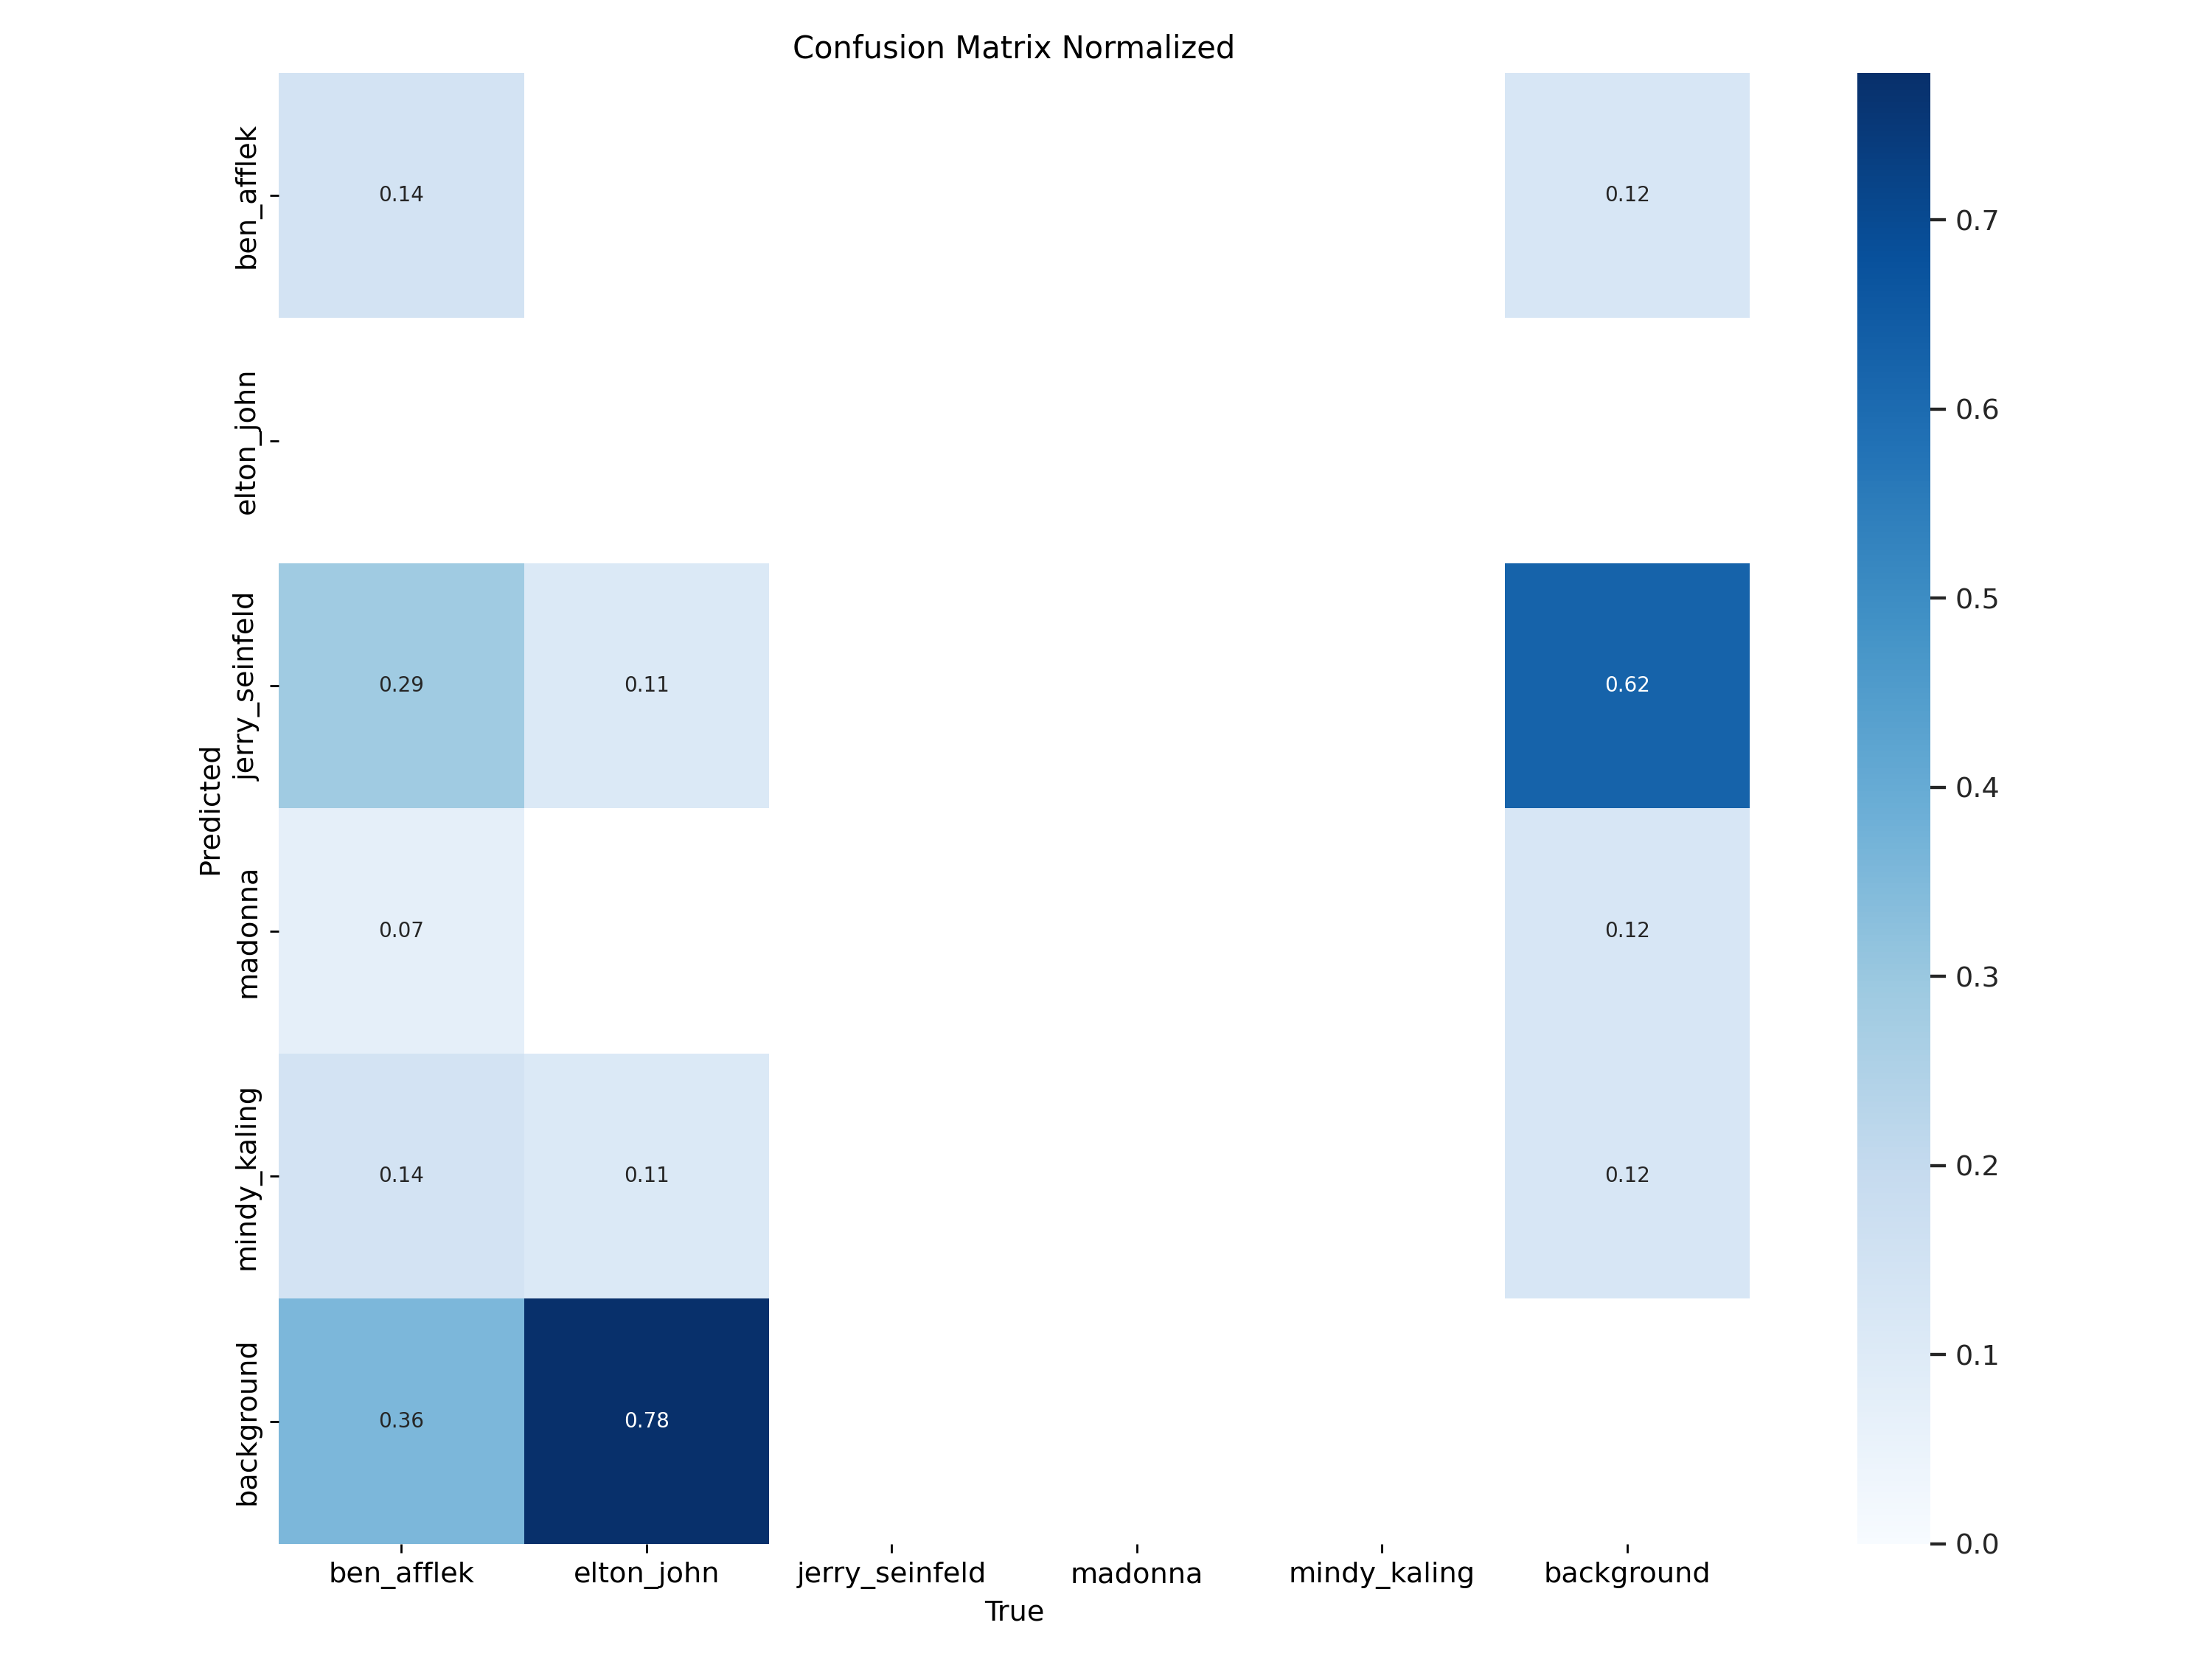 Confusion Matrix Normalized
ben_afflek
0.14
0.12
elton_john
jerry_seinfeld
0.29
0.11
0.62
madonna
0.07
0.12
mindy_kaling
0.14
0.11
0.12
background
0.36
0.78
Predicted
ben_afflek
elton_john
jerry_seinfeld
madonna
mindy_kaling
background
True
0.7
0.6
0.5
0.4
0.3
0.2
0.1
0.0